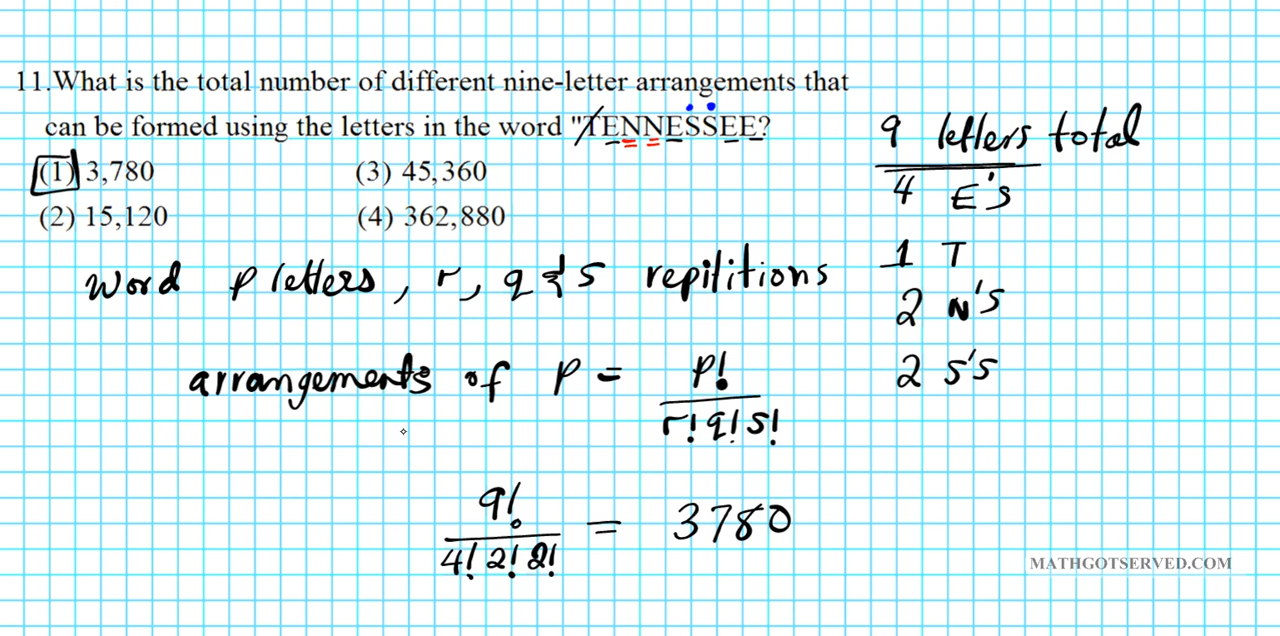 11.What is the total number of different nine-letter arrangements that
can be formed using the letters in the word "TENNESSEE?
(1) 3,780 (3) 45,360
(2) 15,120 (4) 362,880
9 letters total
4 E's
1 T
2 N's
2 S's
word p letters, r, q & s repititions
arrangements of p = p!
r! q! s!
9!
4! 2! 2!
= 3780
MATHGOTSERVED.COM